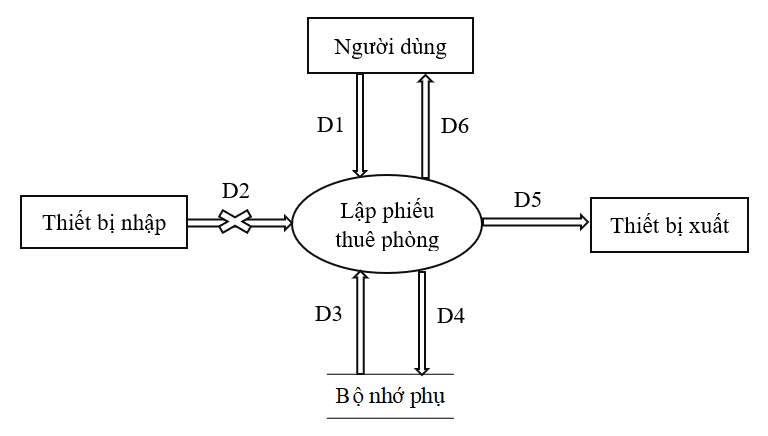 Người dùng
D1
D6
D2
D5
Thiết bị nhập
Lập phiếu
thuê phòng
Thiết bị xuất
D3
D4
Bộ nhớ phụ